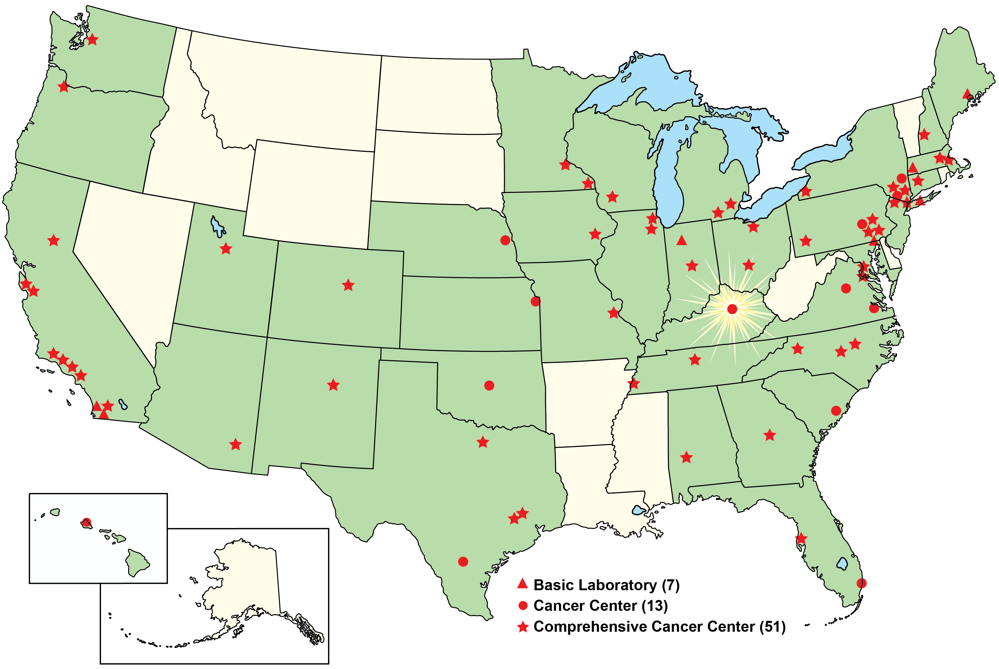 Basic Laboratory (7)
Cancer Center (13)
Comprehensive Cancer Center (51)